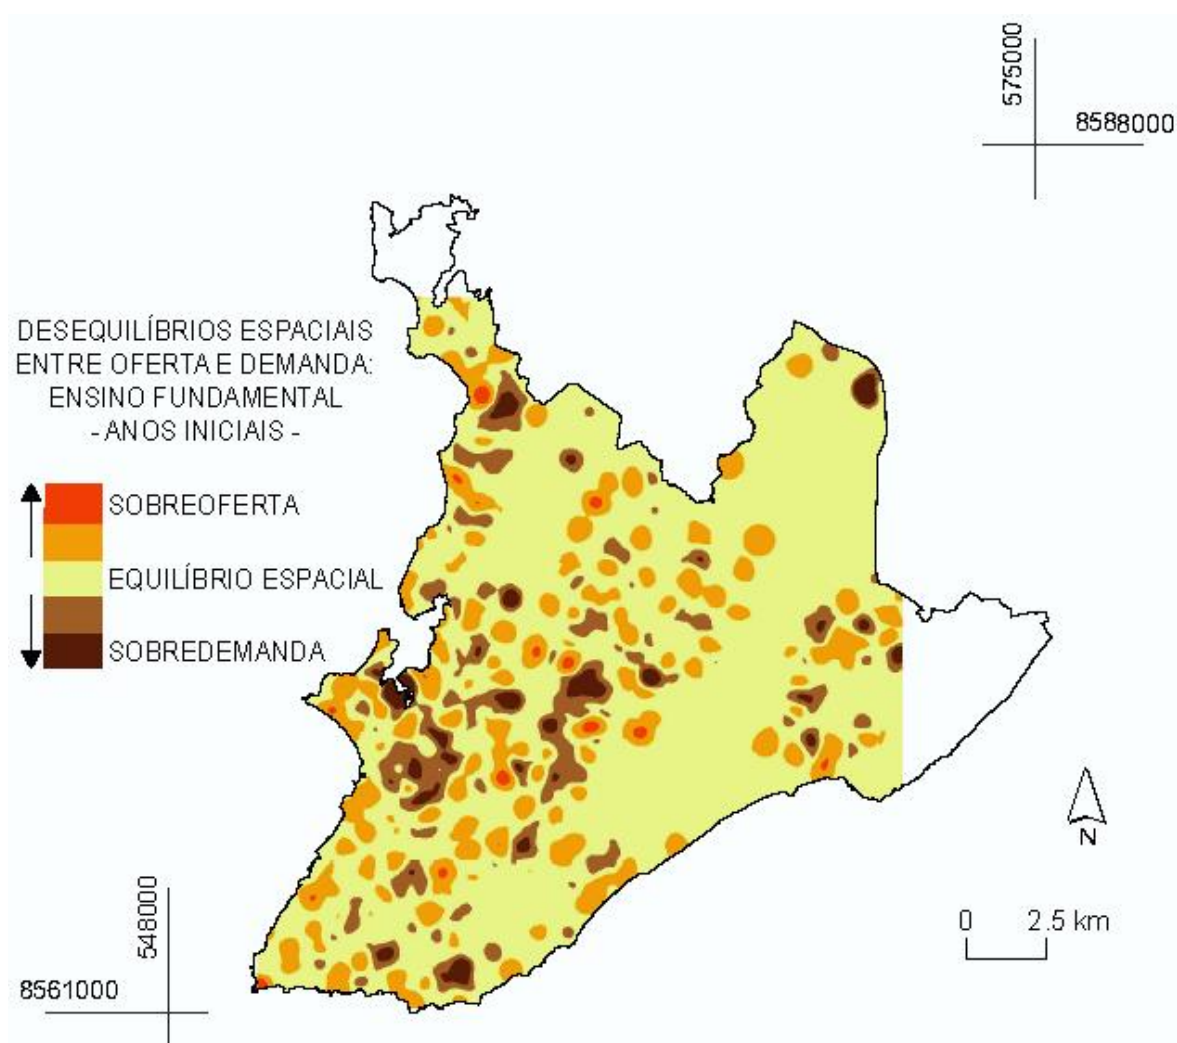 575000
8588000
DESEQUILÍBRIOS ESPACIAIS
ENTRE OFERTA E DEMANDA:
ENSINO FUNDAMENTAL
- ANOS INICIAIS -
SOBREOFERTA
EQUILÍBRIO ESPACIAL
SOBREDEMANDA
N
0 2.5 km
548000
8561000